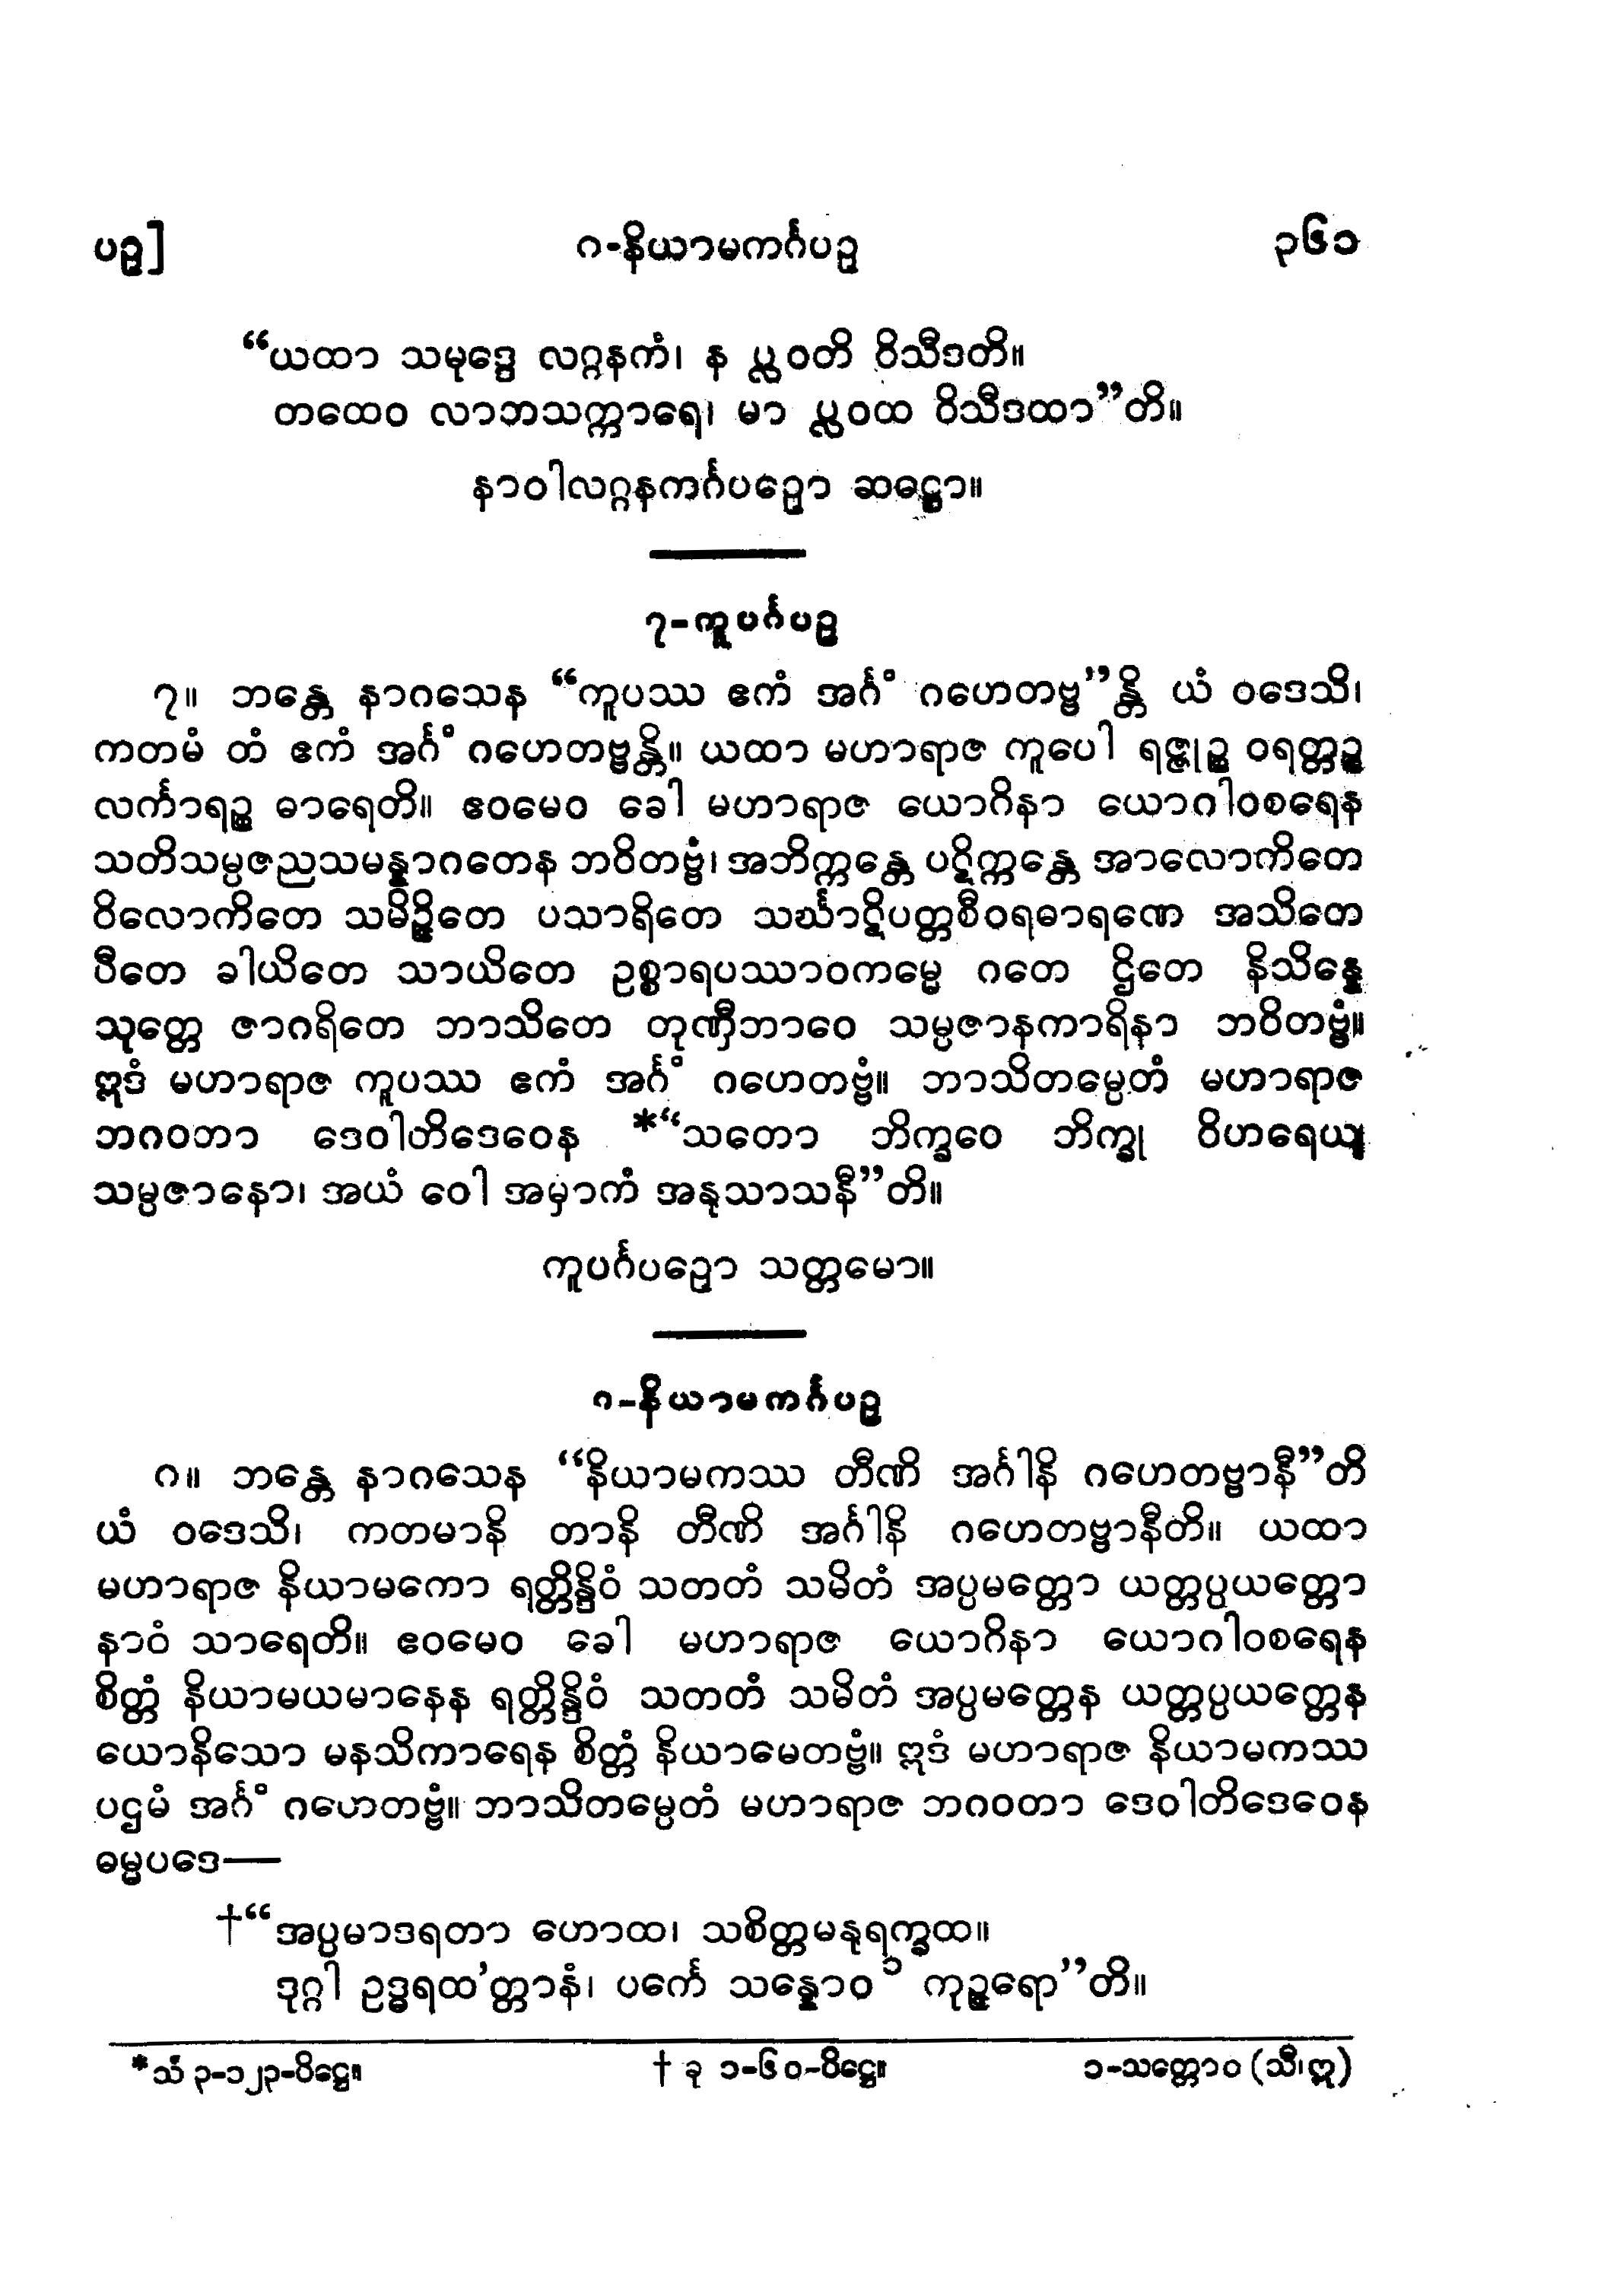 ပဉှ] ဂ-နိယာမကင်္ဂပဉှ ၃၆၁
“ယထာ သမုဒ္ဒေ လဂ္ဂနကံ၊ န ပ္လဝတိ ဝိသီဒတိ။
တထေဝ လာဘသက္ကာရေ၊ မာ ပ္လဝထ ဝိသီဒထာ”တိ။
နာဝါလဂ္ဂနကင်္ဂပဉှော ဆဋ္ဌော။
၇-ကူပင်္ဂပဉှ
၇။ ဘန္တေ နာဂသေန “ကူပဿ ဧကံ အင်္ဂံ ဂဟေတဗ္ဗ”န္တိ ယံ ဝဒေသိ၊
ကတမံ တံ ဧကံ အင်္ဂံ ဂဟေတဗ္ဗန္တိ။ ယထာ မဟာရာဇ ကူပေါ ရဇ္ဇုဉ္စ ဝရတ္တဉ္စ
လင်္ကာရဉ္စ ဓာရေတိ။ ဧဝမေဝ ခေါ မဟာရာဇ ယောဂိနာ ယောဂါဝစရေန
သတိသမ္ပဇညသမန္နာဂတေန ဘဝိတဗ္ဗံ၊ အဘိက္ကန္တေ ပဋိက္ကန္တေ အာလောကိတေ
ဝိလောကိတေ သမိဉ္ဇိတေ ပသာရိတေ သင်္ဃာဋိပတ္တစီဝရဓာရဏေ အသိတေ
ပီတေ ခါယိတေ သာယိတေ ဥစ္စာရပဿာဝကမ္မေ ဂတေ ဌိတေ နိသိန္နေ
သုတ္တေ ဇာဂရိတေ ဘာသိတေ တုဏှီဘာဝေ သမ္ပဇာနကာရိနာ ဘဝိတဗ္ဗံ။
ဣဒံ မဟာရာဇ ကူပဿ ဧကံ အင်္ဂံ ဂဟေတဗ္ဗံ။ ဘာသိတမ္ပေတံ မဟာရာဇ
ဘဂဝတာ ဒေဝါတိဒေဝေန *“သတော ဘိက္ခဝေ ဘိက္ခု ဝိဟရေယျ
သမ္ပဇာနော၊ အယံ ဝေါ အမှာကံ အနုသာသနီ”တိ။
ကူပင်္ဂပဉှော သတ္တမော။
ဂ-နိယာမကင်္ဂပဉှ
ဂ။ ဘန္တေ နာဂသေန “နိယာမကဿ တီဏိ အင်္ဂါနိ ဂဟေတဗ္ဗာနီ”တိ
ယံ ဝဒေသိ၊ ကတမာနိ တာနိ တီဏိ အင်္ဂါနိ ဂဟေတဗ္ဗာနီတိ။ ယထာ
မဟာရာဇ နိယာမကော ရတ္တိန္ဒိဝံ သတတံ သမိတံ အပ္ပမတ္တော ယတ္တပ္ပယတ္တော
နာဝံ သာရေတိ။ ဧဝမေဝ ခေါ မဟာရာဇ ယောဂိနာ ယောဂါဝစရေန
စိတ္တံ နိယာမယမာနေန ရတ္တိန္ဒိဝံ သတတံ သမိတံ အပ္ပမတ္တေန ယတ္တပ္ပယတ္တေန
ယောနိသော မနသိကာရေန စိတ္တံ နိယာမေတဗ္ဗံ။ ဣဒံ မဟာရာဇ နိယာမကဿ
ပဌမံ အင်္ဂံ ဂဟေတဗ္ဗံ။ ဘာသိတမ္ပေတံ မဟာရာဇ ဘဂဝတာ ဒေဝါတိဒေဝေန
ဓမ္မပဒေ—
†“အပ္ပမာဒရတာ ဟောထ၊ သစိတ္တမနုရက္ခထ။
ဒုဂ္ဂါ ဥဒ္ဓရထ’တ္တာနံ၊ ပင်္ကေ သန္နောဝ ၁ ကုဉ္ဇရော”တိ။
*သံ ၃-၁၂၃-ပိဋ္ဌေ။ † ခု ၁-၆၀-ပိဋ္ဌေ။ ၁-သတ္တောဝ (သီ၊ဣ)